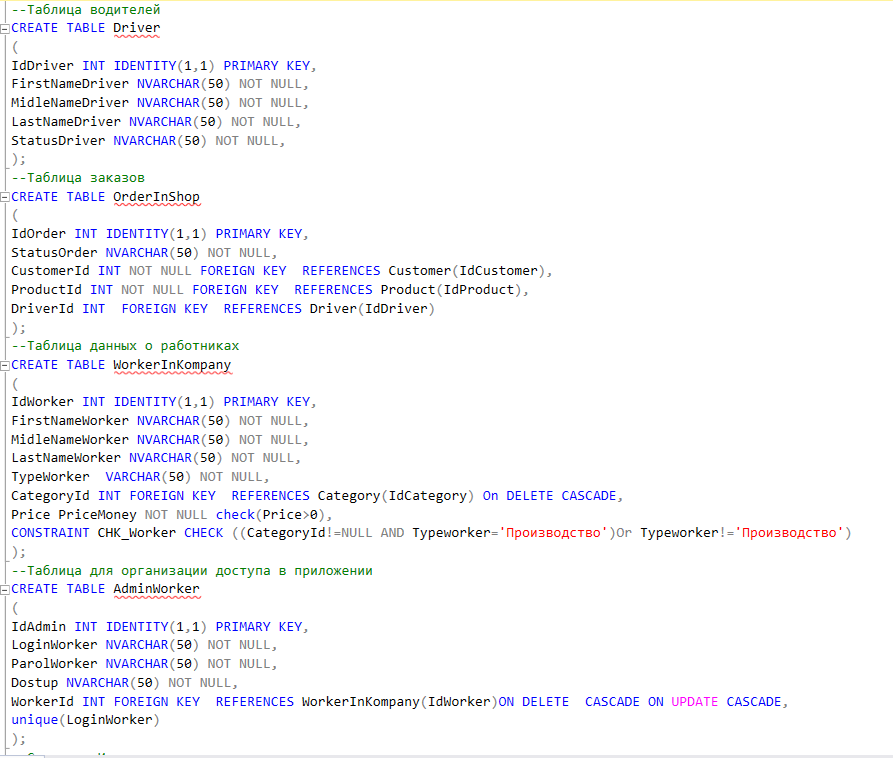 --Таблица водителей
CREATE TABLE Driver
(
IdDriver INT IDENTITY(1,1) PRIMARY KEY,
FirstNameDriver NVARCHAR(50) NOT NULL,
MidleNameDriver NVARCHAR(50) NOT NULL,
LastNameDriver NVARCHAR(50) NOT NULL,
StatusDriver NVARCHAR(50) NOT NULL,
);
--Таблица заказов
CREATE TABLE OrderInShop
(
IdOrder INT IDENTITY(1,1) PRIMARY KEY,
StatusOrder NVARCHAR(50) NOT NULL,
CustomerId INT NOT NULL FOREIGN KEY  REFERENCES Customer(IdCustomer),
ProductId INT NOT NULL FOREIGN KEY  REFERENCES Product(IdProduct),
DriverId INT  FOREIGN KEY  REFERENCES Driver(IdDriver)
);
--Таблица данных о работниках
CREATE TABLE WorkerInKompany
(
IdWorker INT IDENTITY(1,1) PRIMARY KEY,
FirstNameWorker NVARCHAR(50) NOT NULL,
MidleNameWorker NVARCHAR(50) NOT NULL,
LastNameWorker NVARCHAR(50) NOT NULL,
TypeWorker  VARCHAR(50) NOT NULL,
CategoryId INT FOREIGN KEY  REFERENCES Category(IdCategory) On DELETE CASCADE,
Price PriceMoney NOT NULL check(Price>0),
CONSTRAINT CHK_Worker CHECK ((CategoryId!=NULL AND Typeworker='Производство')Or Typeworker!='Производство')
);
--Таблица для организации доступа в приложении
CREATE TABLE AdminWorker
(
IdAdmin INT IDENTITY(1,1) PRIMARY KEY,
LoginWorker NVARCHAR(50) NOT NULL,
ParolWorker NVARCHAR(50) NOT NULL,
Dostup NVARCHAR(50) NOT NULL,
WorkerId INT FOREIGN KEY  REFERENCES WorkerInKompany(IdWorker)ON DELETE  CASCADE ON UPDATE CASCADE,
unique(LoginWorker)
);